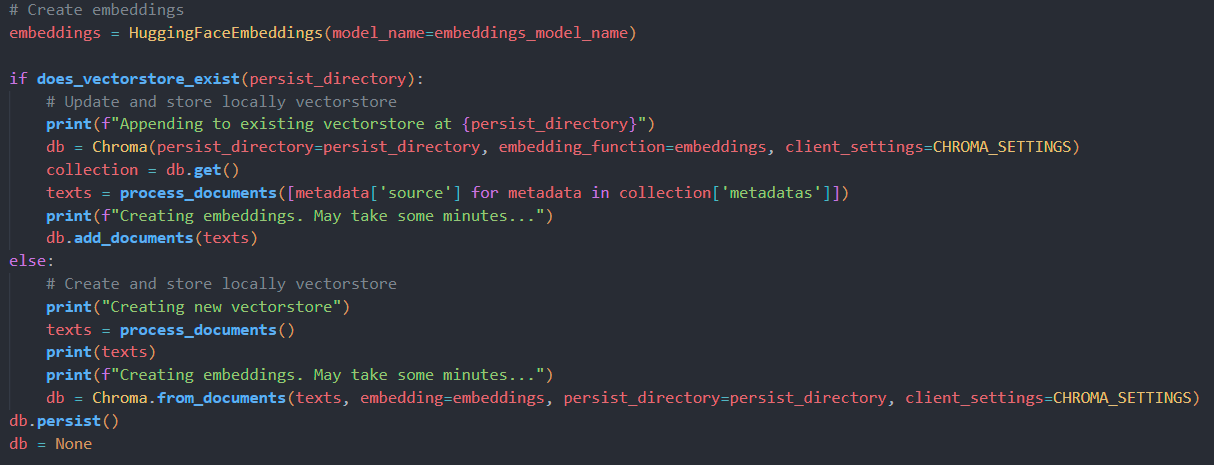 # Create embeddings
embeddings = HuggingFaceEmbeddings(model_name=embeddings_model_name)

if does_vectorstore_exist(persist_directory):
    # Update and store locally vectorstore
    print(f"Appending to existing vectorstore at {persist_directory}")
    db = Chroma(persist_directory=persist_directory, embedding_function=embeddings, client_settings=CHROMA_SETTINGS)
    collection = db.get()
    texts = process_documents([metadata['source'] for metadata in collection['metadatas']])
    print(f"Creating embeddings. May take some minutes...")
    db.add_documents(texts)
else:
    # Create and store locally vectorstore
    print("Creating new vectorstore")
    texts = process_documents()
    print(texts)
    print(f"Creating embeddings. May take some minutes...")
    db = Chroma.from_documents(texts, embedding=embeddings, persist_directory=persist_directory, client_settings=CHROMA_SETTINGS)
db.persist()
db = None